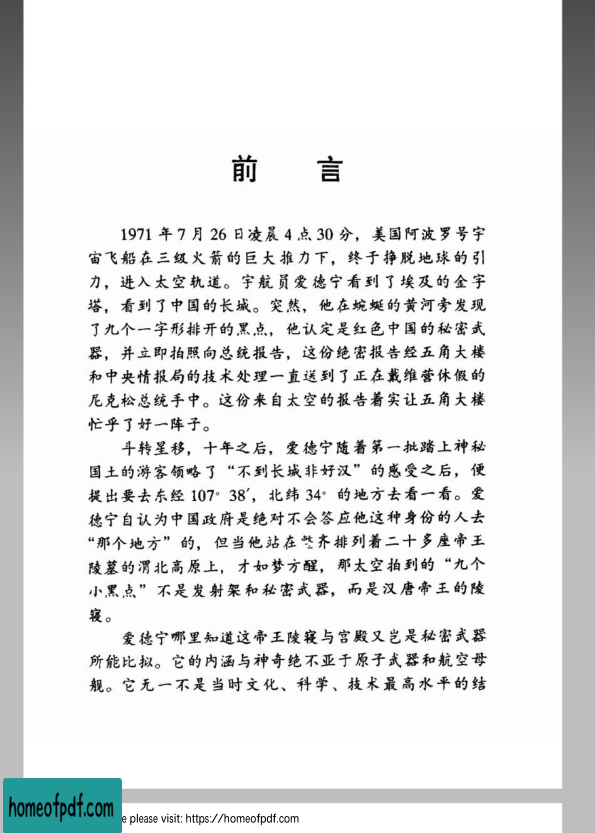 前言
1971年7月26日凌晨4点30分，美国阿波罗号宇
宙飞船在三级火箭的巨大推力下，终于挣脱地球的引
力，进入太空轨道。宇航员爱德宁看到了埃及的金字
塔，看到了中国的长城。突然，他在蜿蜒的黄河旁发现
了九个一字形排开的黑点，他认定是红色中国的秘密武
器，并立即拍照向总统报告，这份绝密报告经五角大楼
和中央情报局的技术处理一直送到了正在戴维营休假的
尼克松总统手中。这份来自太空的报告着实让五角大楼
忙乎了好一阵子。
斗转星移，十年之后，爱德宁随着第一批踏上神秘
国土的游客领略了“不到长城非好汉”的感受之后，便
提出要去东经107°38′，北纬34°的地方去看一看。爱
德宁自认为中国政府是绝对不会答应他这种身份的人去
“那个地方”的，但当他站在整齐排列着二十多座帝王
陵墓的渭北高原上，才如梦方醒，那太空拍到的“九个
小黑点”不是发射架和秘密武器，而是汉唐帝王的陵
寝。
爱德宁哪里知道这帝王陵寝与宫殿又岂是秘密武器
所能比拟。它的内涵与神奇绝不亚于原子武器和航空母
舰。它无一不是当时文化、科学、技术最高水平的结
homeofpdf.com
e please visit: https://homeofpdf.com